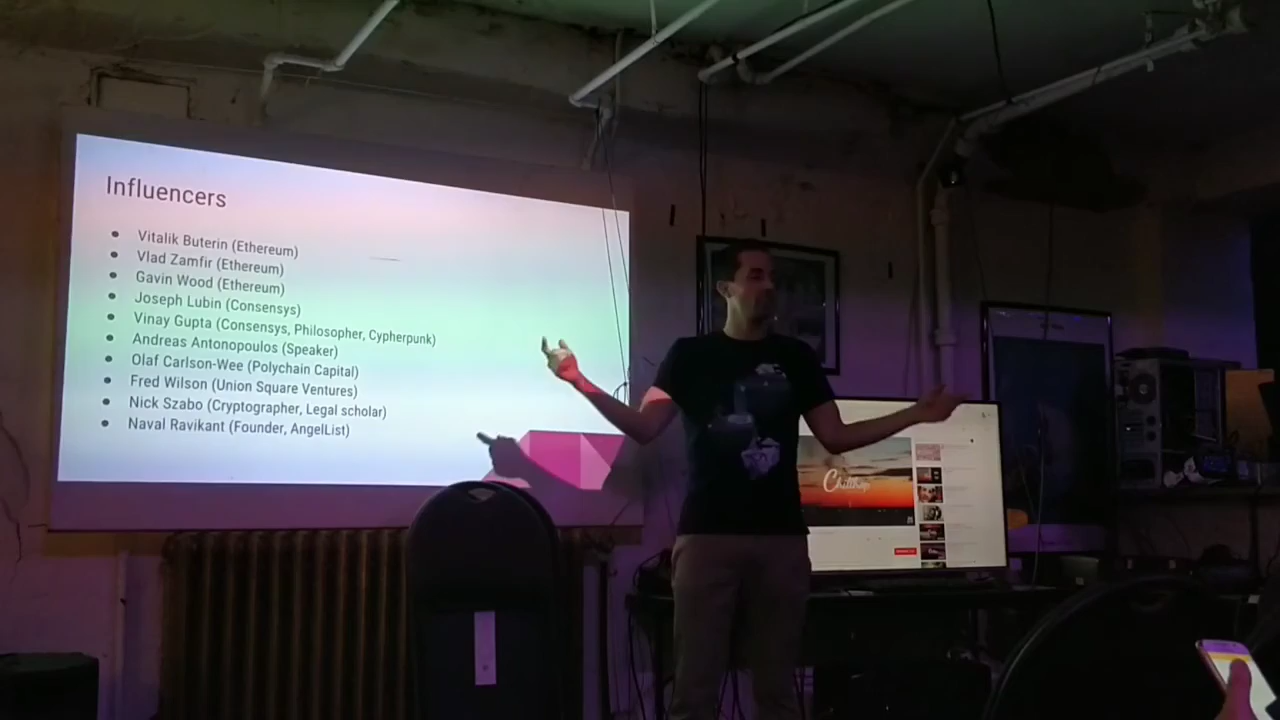 Influencers
Vitalik Buterin (Ethereum)
Vlad Zamfir (Ethereum)
Gavin Wood (Ethereum)
Joseph Lubin (Consensys)
Vinay Gupta (Consensys, Philosopher, Cypherpunk)
Andreas Antonopoulos (Speaker)
Olaf Carlson-Wee (Polychain Capital)
Fred Wilson (Union Square Ventures)
Nick Szabo (Cryptographer, Legal scholar)
Naval Ravikant (Founder, AngelList)
Chillhop